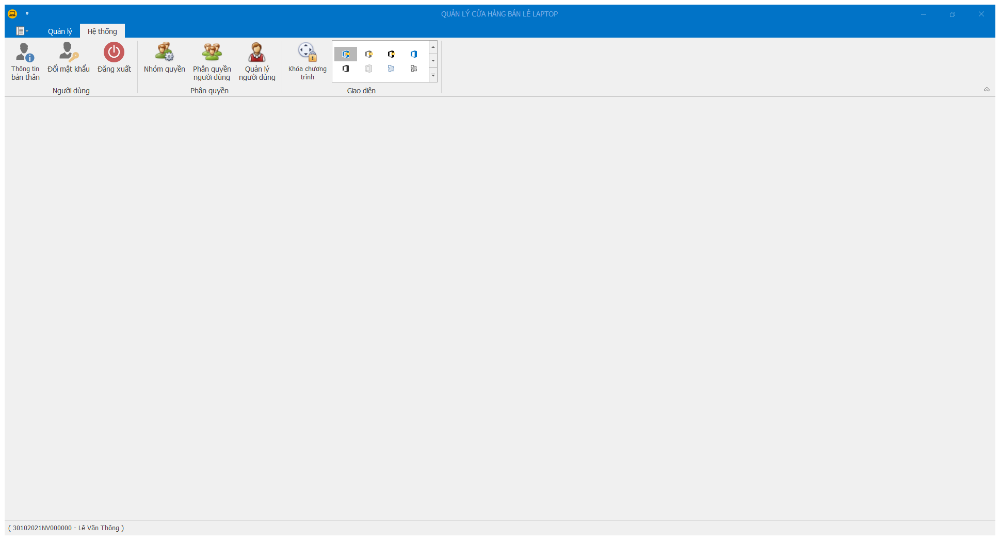 QUẢN LÝ CỬA HÀNG BÁN LẺ LAPTOP
Quản lý
Hệ thống
Thông tin
bản thân
Đổi mật khẩu
Đăng xuất
Người dùng
Nhóm quyền
Phân quyền
người dùng
Quản lý
người dùng
Phân quyền
Khóa chương
trình
Giao diện
( 30102021NV000000 - Lê Văn Thông )